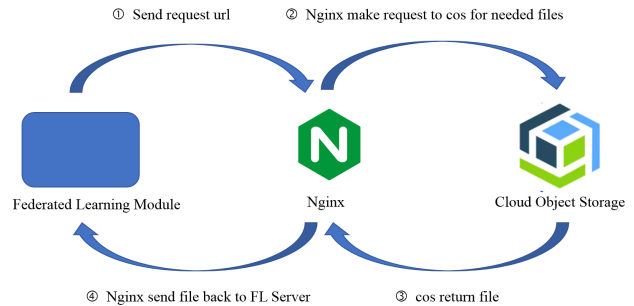 ① Send request url
② Nginx make request to cos for needed files
N
Federated Learning Module
Nginx
Cloud Object Storage
④ Nginx send file back to FL Server
③ cos return file